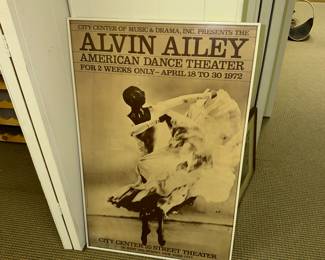 CITY CENTER OF MUSIC & DRAMA, INC. PRESENTS THE
ALVIN AILEY
AMERICAN DANCE THEATER
FOR 2 WEEKS ONLY—APRIL 18 TO 30 1972
CITY CENTER 55 STREET THEATER